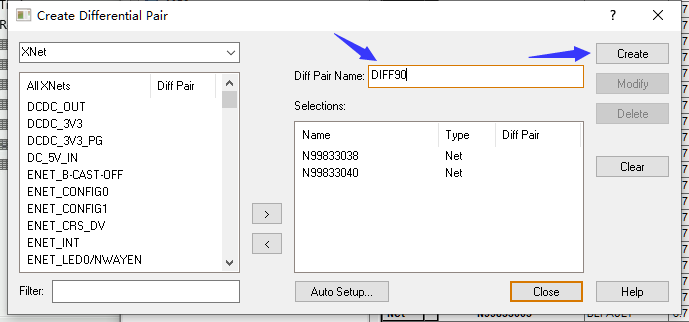 Create Differential Pair
XNet
All XNets Diff Pair
DCDC_OUT
DCDC_3V3
DCDC_3V3_PG
DC_5V_IN
ENET_B-CAST-OFF
ENET_CONFIG0
ENET_CONFIG1
ENET_CRS_DV
ENET_INT
ENET_LED0/NWAYEN
Filter:
>
<
Diff Pair Name: DIFF90
Selections:
Name Type Diff Pair
N99833038 Net
N99833040 Net
Auto Setup...
Close
Create
Modify
Delete
Clear
Help